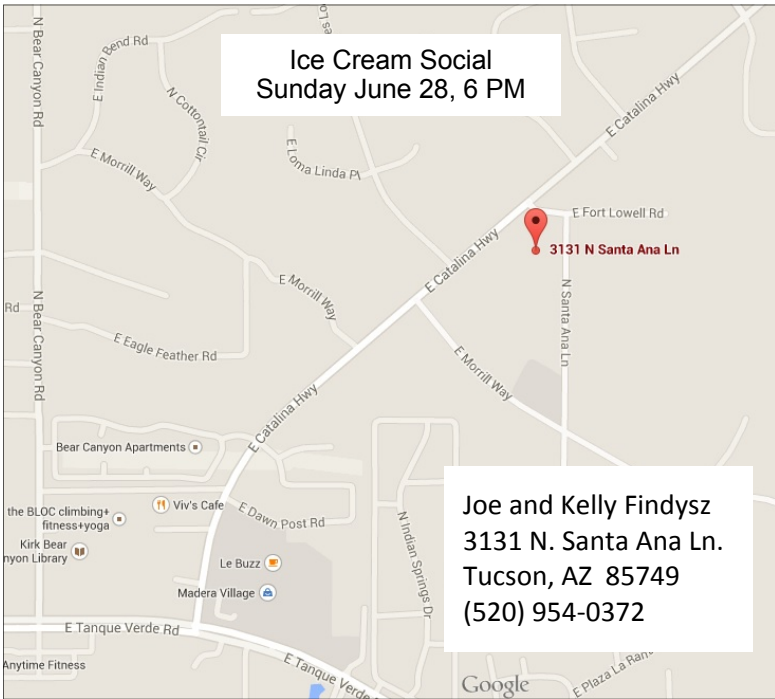 Ice Cream Social
Sunday June 28, 6 PM
N Bear Canyon Rd
E Indian Bend Rd
N Cottontail Cir
E Morrill Way
E Loma Linda Pl
E Catalina Hwy
E Fort Lowell Rd
3131 N Santa Ana Ln
E Catalina Hwy
N Santa Ana Ln
E Morrill Way
Rd
N Bear Canyon Rd
E Eagle Feather Rd
E Morrill Way
E Catalina Hwy
Bear Canyon Apartments
the BLOC climbing+
fitness+yoga
Viv's Cafe
E Dawn Post Rd
Kirk Bear
nyon Library
Le Buzz
Madera Village
N Indian Springs Dr
E Tanque Verde Rd
Anytime Fitness
E Tanque Verde
Joe and Kelly Findysz
3131 N. Santa Ana Ln.
Tucson, AZ 85749
(520) 954-0372
Google
E Plaza La